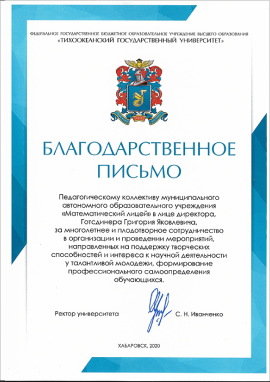 ФЕДЕРАЛЬНОЕ ГОСУДАРСТВЕННОЕ БЮДЖЕТНОЕ ОБРАЗОВАТЕЛЬНОЕ УЧРЕЖДЕНИЕ ВЫСШЕГО ОБРАЗОВАНИЯ
«ТИХООКЕАНСКИЙ ГОСУДАРСТВЕННЫЙ УНИВЕРСИТЕТ»
БЛАГОДАРСТВЕННОЕ
ПИСЬМО
Педагогическому коллективу муниципального
автономного образовательного учреждения
«Математический лицей» в лице директора,
Готсдинера Григория Яковлевича,
за многолетнее и плодотворное сотрудничество
в организации и проведении мероприятий,
направленных на поддержку творческих
способностей и интереса к научной деятельности
у талантливой молодежи, формирование
профессионального самоопределения
обучающихся.
Ректор университета С. Н. Иванченко
ХАБАРОВСК, 2020